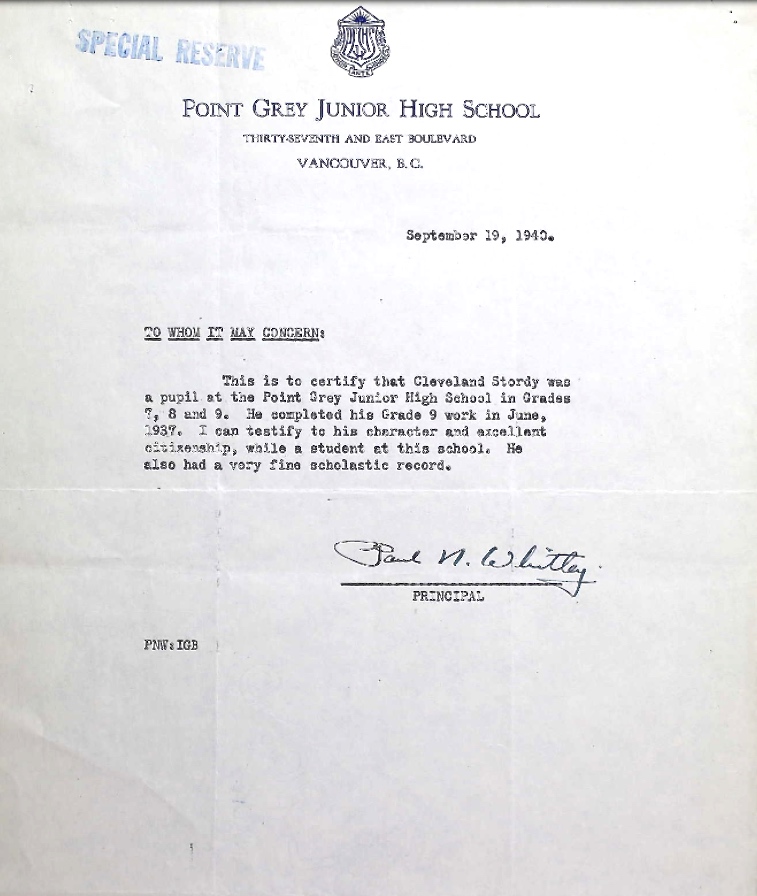 SPECIAL RESERVE
POINT GREY JUNIOR HIGH SCHOOL
THIRTY-SEVENTH AND EAST BOULEVARD
VANCOUVER, B.C.
September 19, 1940.
TO WHOM IT MAY CONCERN:
This is to certify that Cleveland Stordy was
a pupil at the Point Grey Junior High School in Grades
7, 8 and 9. He completed his Grade 9 work in June,
1937. I can testify to his character and excellent
citizenship, while a student at this school. He
also had a very fine scholastic record.
Paul N. Whitley.
PRINCIPAL
PNW:IGB